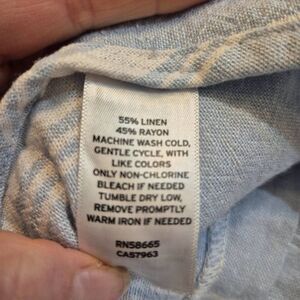 55% LINEN
45% RAYON
MACHINE WASH COLD,
GENTLE CYCLE, WITH
LIKE COLORS
ONLY NON-CHLORINE
BLEACH IF NEEDED
TUMBLE DRY LOW,
REMOVE PROMPTLY
WARM IRON IF NEEDED
RN58665
CA57963